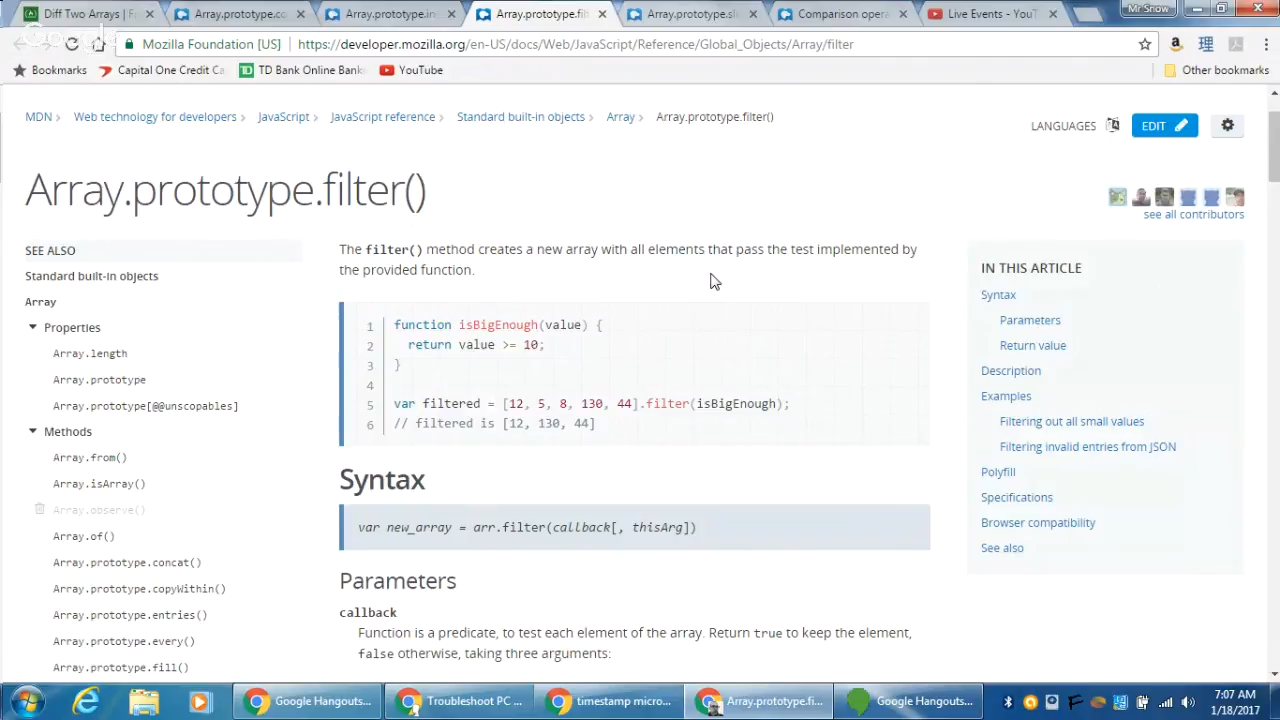 Diff Two Arrays | F
Array.prototype.co
Array.prototype.in
Array.prototype.filt
Array.prototype.
Comparison opera
Live Events - YouT
Mr Snow
Mozilla Foundation [US]
https://developer.mozilla.org/en-US/docs/Web/JavaScript/Reference/Global_Objects/Array/filter
Bookmarks
Capital One Credit Ca
TD Bank Online Bank
YouTube
Other bookmarks
MDN
Web technology for developers
JavaScript
JavaScript reference
Standard built-in objects
Array
Array.prototype.filter()
LANGUAGES
EDIT
Array.prototype.filter()
see all contributors
SEE ALSO
Standard built-in objects
Array
Properties
Array.length
Array.prototype
Array.prototype[@@unscopables]
Methods
Array.from()
Array.isArray()
Array.observe()
Array.of()
Array.prototype.concat()
Array.prototype.copyWithin()
Array.prototype.entries()
Array.prototype.every()
Array.prototype.fill()
The filter() method creates a new array with all elements that pass the test implemented by
the provided function.
1 function isBigEnough(value) {
2 return value >= 10;
3 }
4
5 var filtered = [12, 5, 8, 130, 44].filter(isBigEnough);
6 // filtered is [12, 130, 44]
Syntax
var new_array = arr.filter(callback[, thisArg])
Parameters
callback
Function is a predicate, to test each element of the array. Return true to keep the element,
false otherwise, taking three arguments:
IN THIS ARTICLE
Syntax
Parameters
Return value
Description
Examples
Filtering out all small values
Filtering invalid entries from JSON
Polyfill
Specifications
Browser compatibility
See also
Google Hangouts...
Troubleshoot PC ...
timestamp micro...
Array.prototype.fi...
Google Hangouts...
7:07 AM
1/18/2017